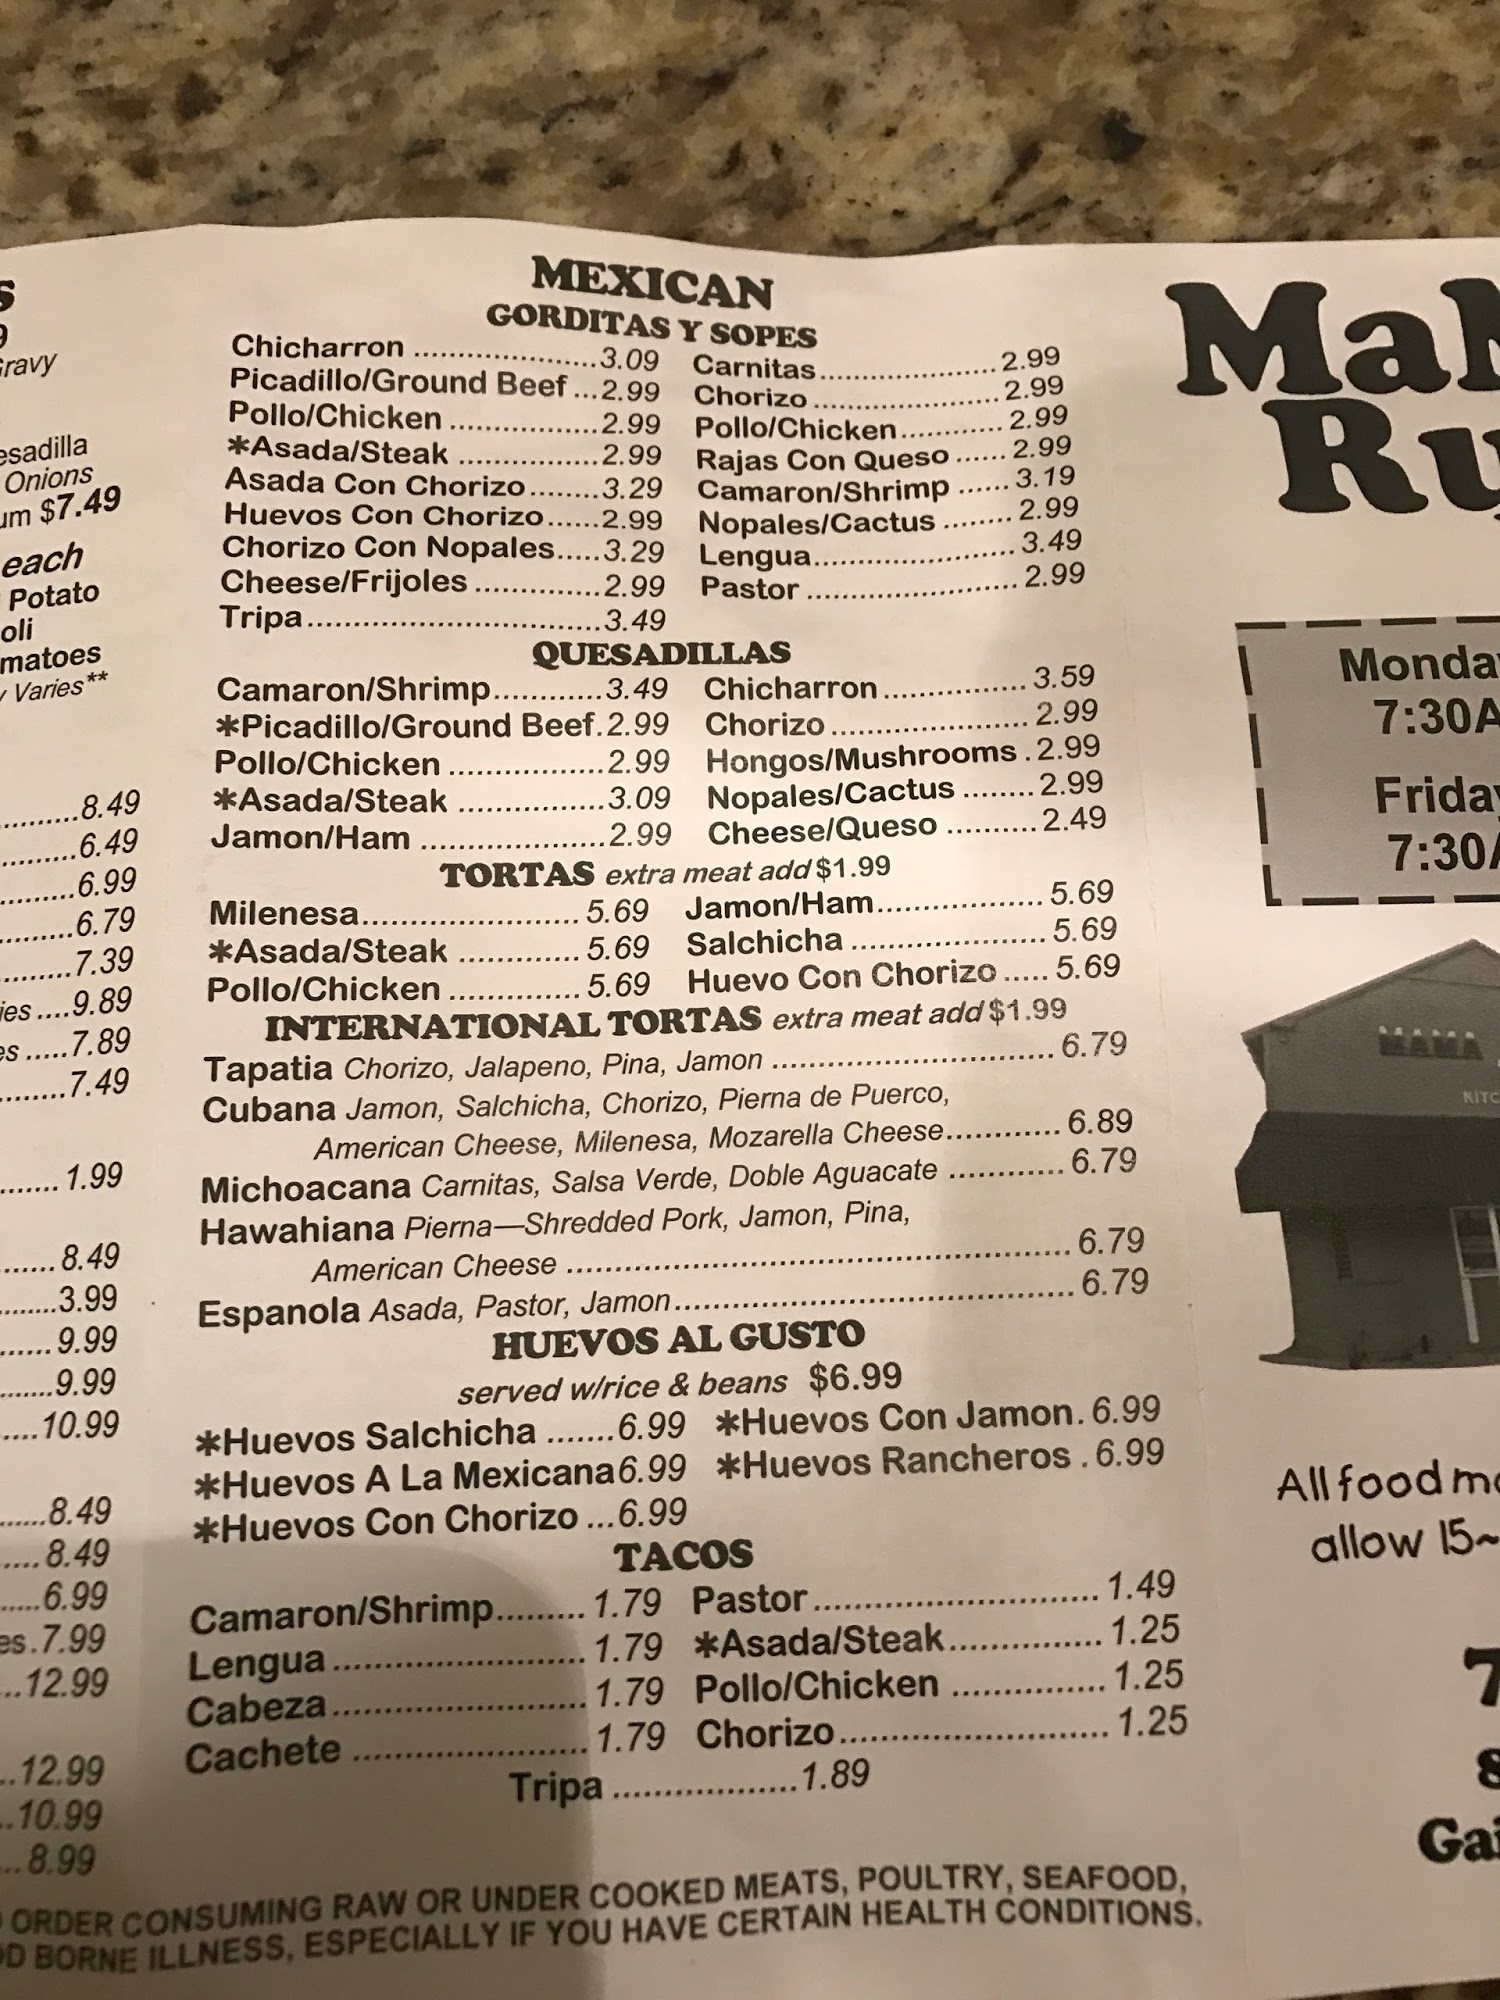 MEXICAN
GORDITAS Y SOPES
Chicharron ......................3.09 Carnitas......................2.99
Picadillo/Ground Beef ...2.99 Chorizo .......................2.99
Pollo/Chicken .................2.99 Pollo/Chicken............2.99
*Asada/Steak ................2.99 Rajas Con Queso ......2.99
Asada Con Chorizo........3.29 Camaron/Shrimp ......3.19
Huevos Con Chorizo......2.99 Nopales/Cactus ........2.99
Chorizo Con Nopales.....3.29 Lengua.......................3.49
Cheese/Frijoles ..............2.99 Pastor ........................2.99
Tripa.................................3.49
QUESADILLAS
Camaron/Shrimp............3.49 Chicharron ................3.59
*Picadillo/Ground Beef.2.99 Chorizo ......................2.99
Pollo/Chicken .................2.99 Hongos/Mushrooms .2.99
*Asada/Steak ................3.09 Nopales/Cactus ........2.99
Jamon/Ham ....................2.99 Cheese/Queso ..........2.49
TORTAS extra meat add $1.99
Milenesa........................ 5.69 Jamon/Ham.................. 5.69
*Asada/Steak ............. 5.69 Salchicha ..................... 5.69
Pollo/Chicken .............. 5.69 Huevo Con Chorizo ..... 5.69
INTERNATIONAL TORTAS extra meat add $1.99
Tapatia Chorizo, Jalapeno, Pina, Jamon ............................... 6.79
Cubana Jamon, Salchicha, Chorizo, Pierna de Puerco,
American Cheese, Milenesa, Mozarella Cheese............. 6.89
Michoacana Carnitas, Salsa Verde, Doble Aguacate ............ 6.79
Hawahiana Pierna—Shredded Pork, Jamon, Pina,
American Cheese ....................................................... 6.79
Espanola Asada, Pastor, Jamon............................................ 6.79
HUEVOS AL GUSTO
served w/rice & beans $6.99
*Huevos Salchicha .......6.99 *Huevos Con Jamon. 6.99
*Huevos A La Mexicana6.99 *Huevos Rancheros . 6.99
*Huevos Con Chorizo ...6.99
TACOS
Camaron/Shrimp......... 1.79 Pastor ............................... 1.49
Lengua ........................... 1.79 *Asada/Steak................ 1.25
Cabeza ........................... 1.79 Pollo/Chicken ............... 1.25
Cachete ......................... 1.79 Chorizo............................. 1.25
Tripa ..................1.89
ORDER CONSUMING RAW OR UNDER COOKED MEATS, POULTRY, SEAFOOD,
BORNE ILLNESS, ESPECIALLY IF YOU HAVE CERTAIN HEALTH CONDITIONS.
Onions
$7.49
each
Potato
Varies**
..........8.49
..........6.49
..........6.99
..........6.79
..........7.39
....9.89
.....7.89
..........7.49
....... 1.99
.......8.49
........3.99
.......9.99
........9.99
....10.99
......8.49
.....8.49
.....6.99
.7.99
...12.99
..12.99
..10.99
...8.99
MAMA
All food
allow 15~